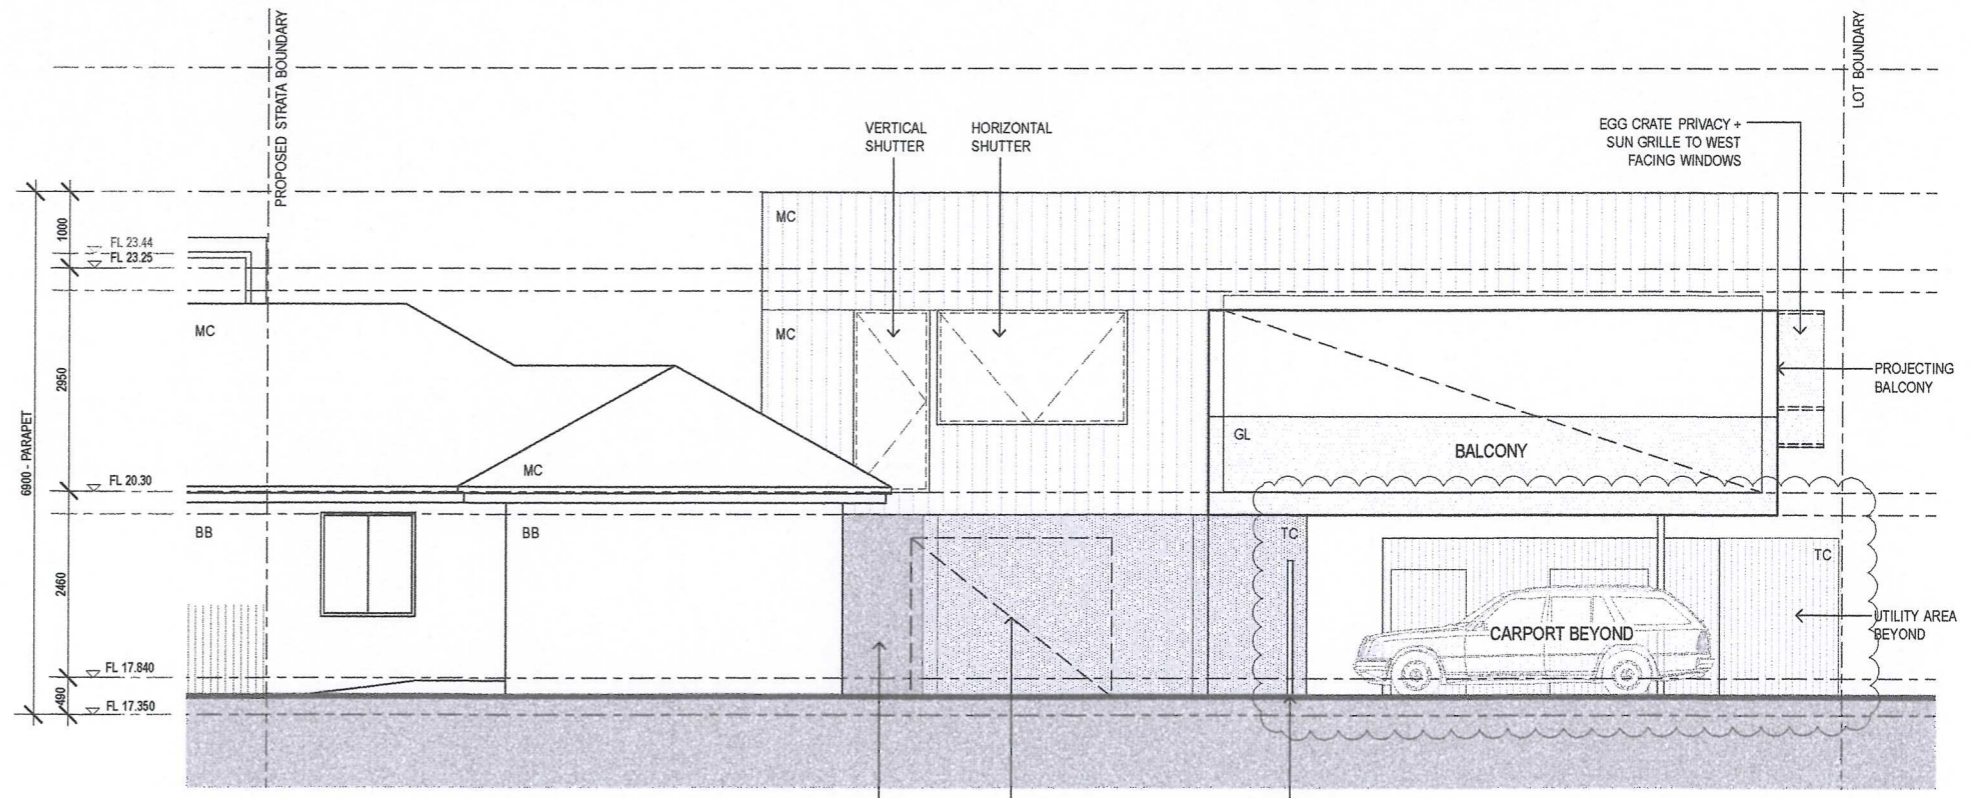 PROPOSED STRATA BOUNDARY
LOT BOUNDARY
VERTICAL
SHUTTER
HORIZONTAL
SHUTTER
EGG CRATE PRIVACY +
SUN GRILLE TO WEST
FACING WINDOWS
6900 - PARAPET
1000
2950
2460
490
FL 23.44
FL 23.25
FL 20.30
FL 17.840
FL 17.350
MC
MC
MC
MC
PROJECTING
BALCONY
GL
BALCONY
BB
BB
TC
TC
CARPORT BEYOND
UTILITY AREA
BEYOND